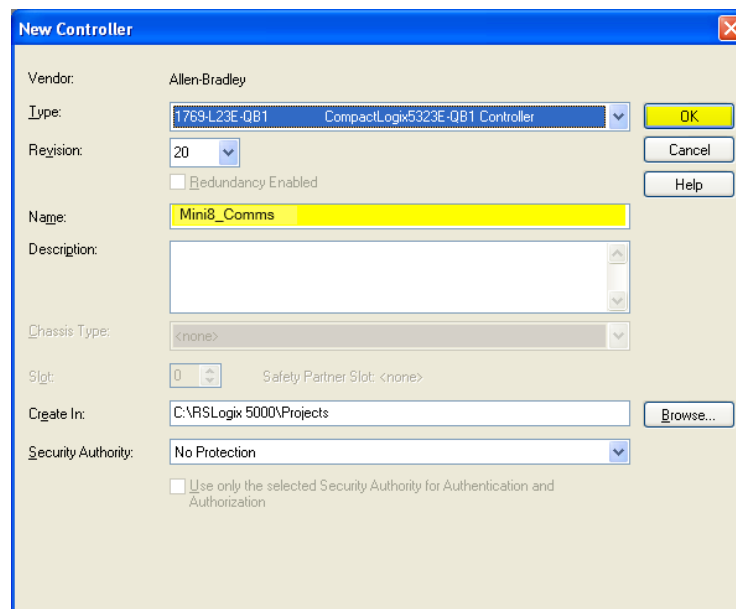 New Controller
Vendor: Allen-Bradley
Type: 1769-L23E-QB1 CompactLogix5323E-QB1 Controller OK
Revision: 20 Cancel
Redundancy Enabled Help
Name: Mini8_Comms
Description:
Chassis Type: <none>
Slot: 0 Safety Partner Slot: <none>
Create In: C:\RSLogix 5000\Projects Browse...
Security Authority: No Protection
Use only the selected Security Authority for Authentication and
Authorization